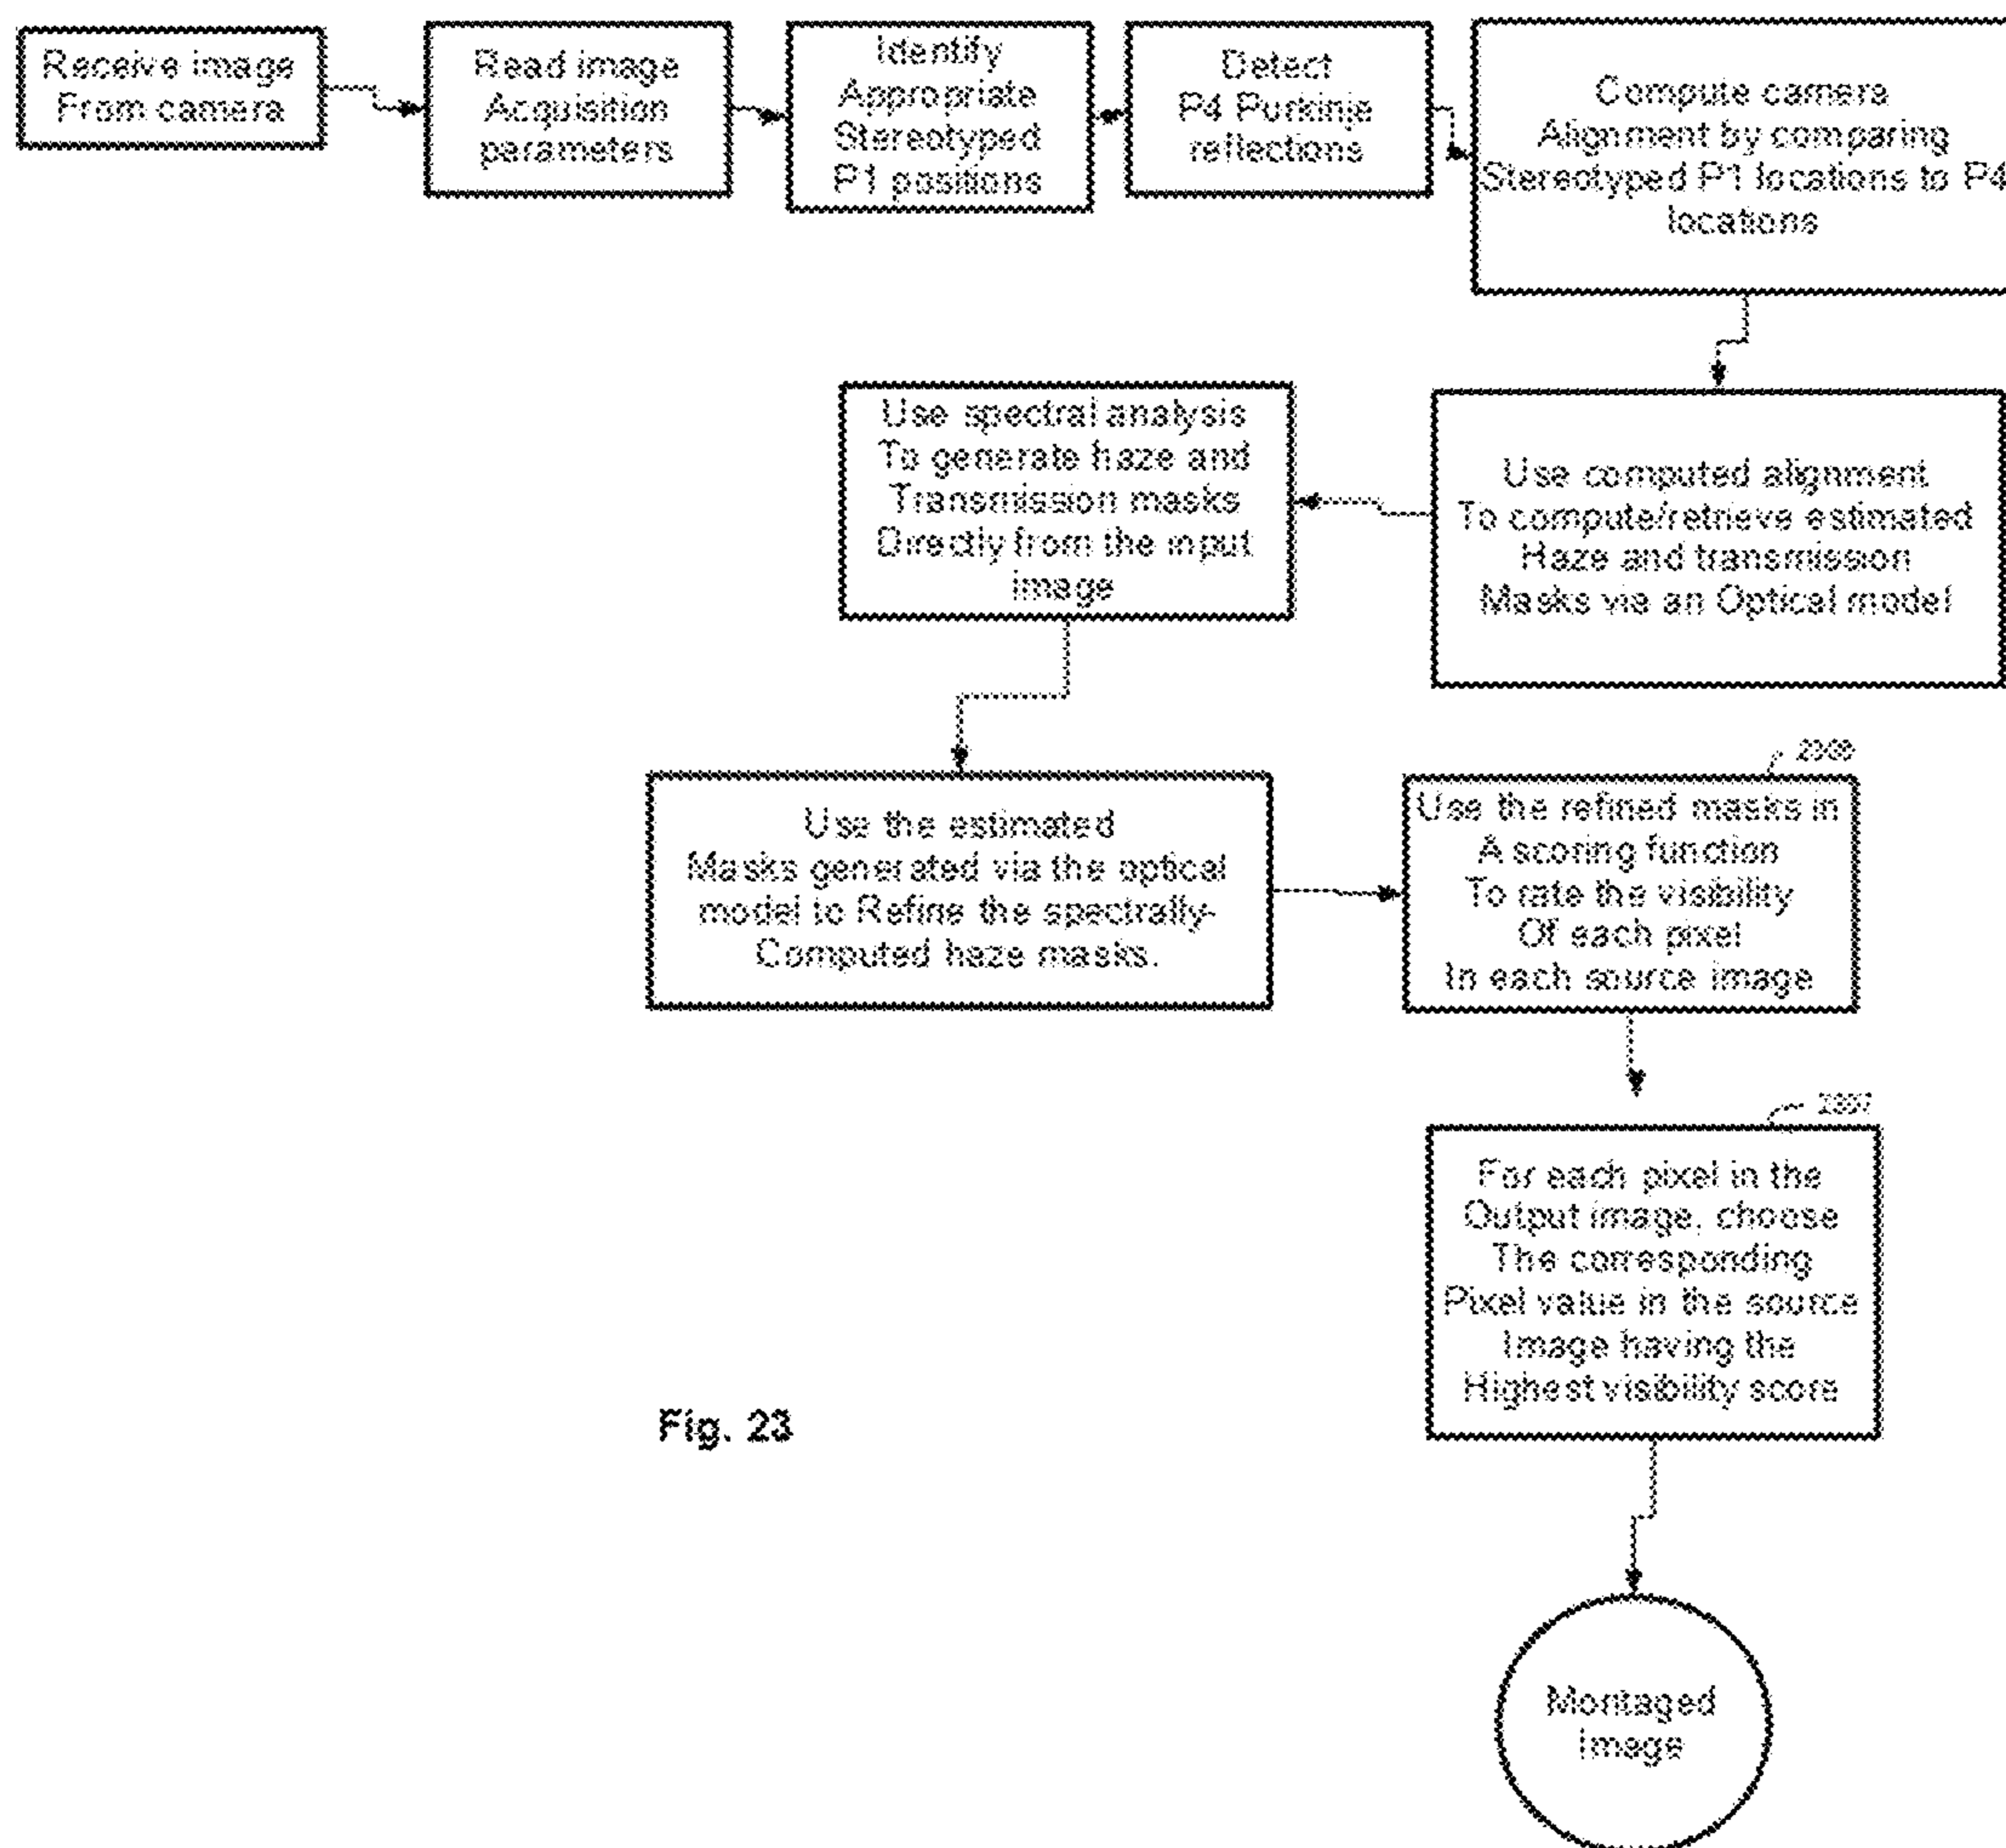 Receive image
From camera
Read image
Acquisition
parameters
Identify
Appropriate
Stereotyped
P1 positions
Detect
P4 Purkinje
reflections
Compute camera
Alignment by comparing
Stereotyped P1 locations to P4
locations
Use spectral analysis
To generate haze and
Transmission masks
Directly from the input
image
Use computed alignment
To compute/retrieve estimated
Haze and transmission
Masks via an Optical model
Use the estimated
Masks generated via the optical
model to Refine the spectrally-
Computed haze masks.
Use the refined masks in
A scoring function
To rate the visibility
Of each pixel
In each source image
For each pixel in the
Output image, choose
The corresponding
Pixel value in the source
Image having the
Highest visibility score
Fig. 23
Montaged
Image